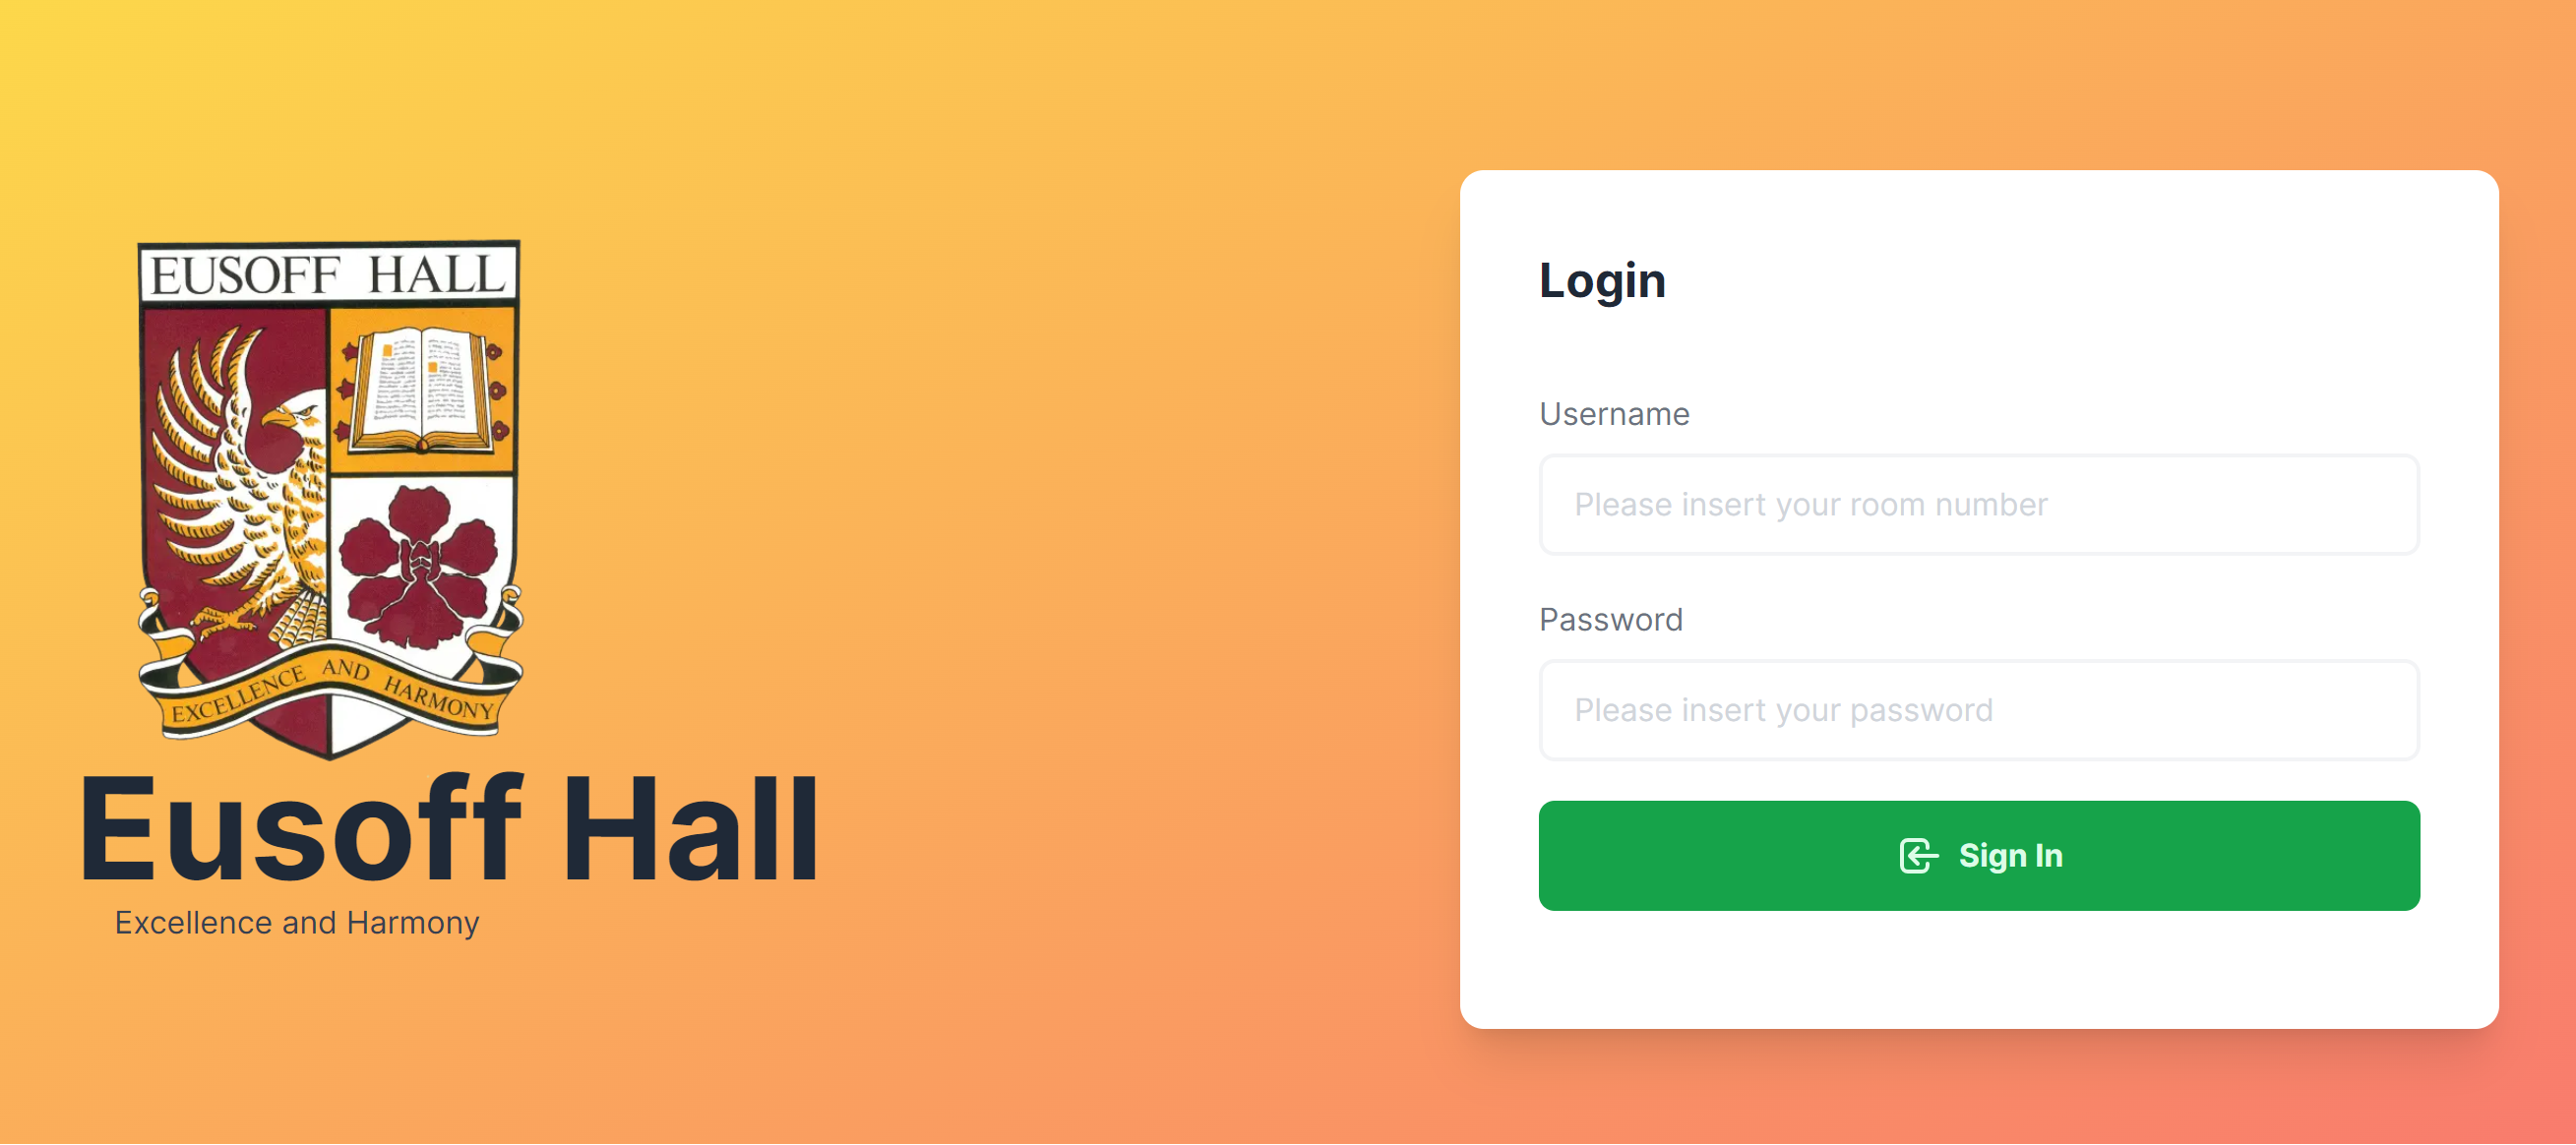 EUSOFF HALL
EXCELLENCE AND HARMONY
Eusoff Hall
Excellence and Harmony
Login
Username
Please insert your room number
Password
Please insert your password
Sign In